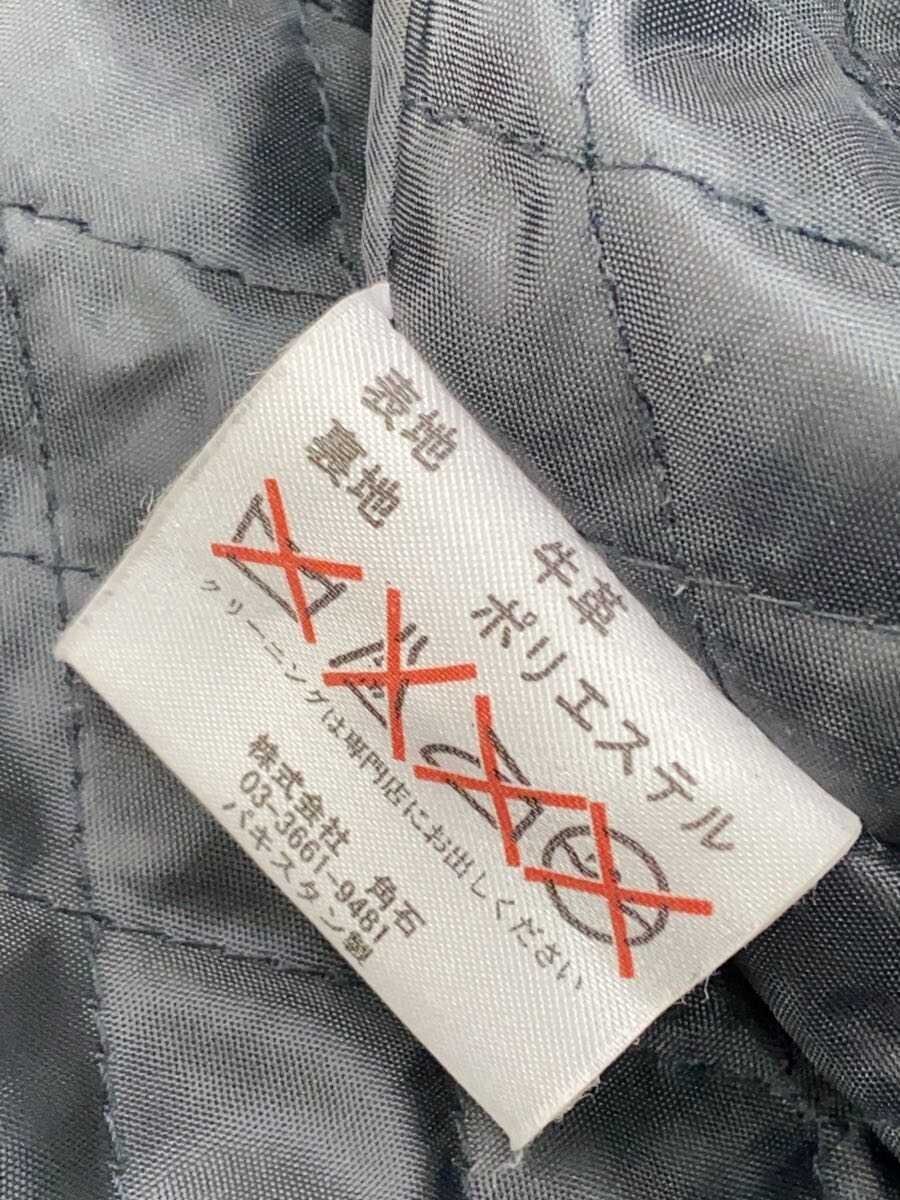 表地 牛革
裏地 ポリエステル
クリーニングは専門店にお出しください
株式会社 角石
03-3661-9481
パキスタン製